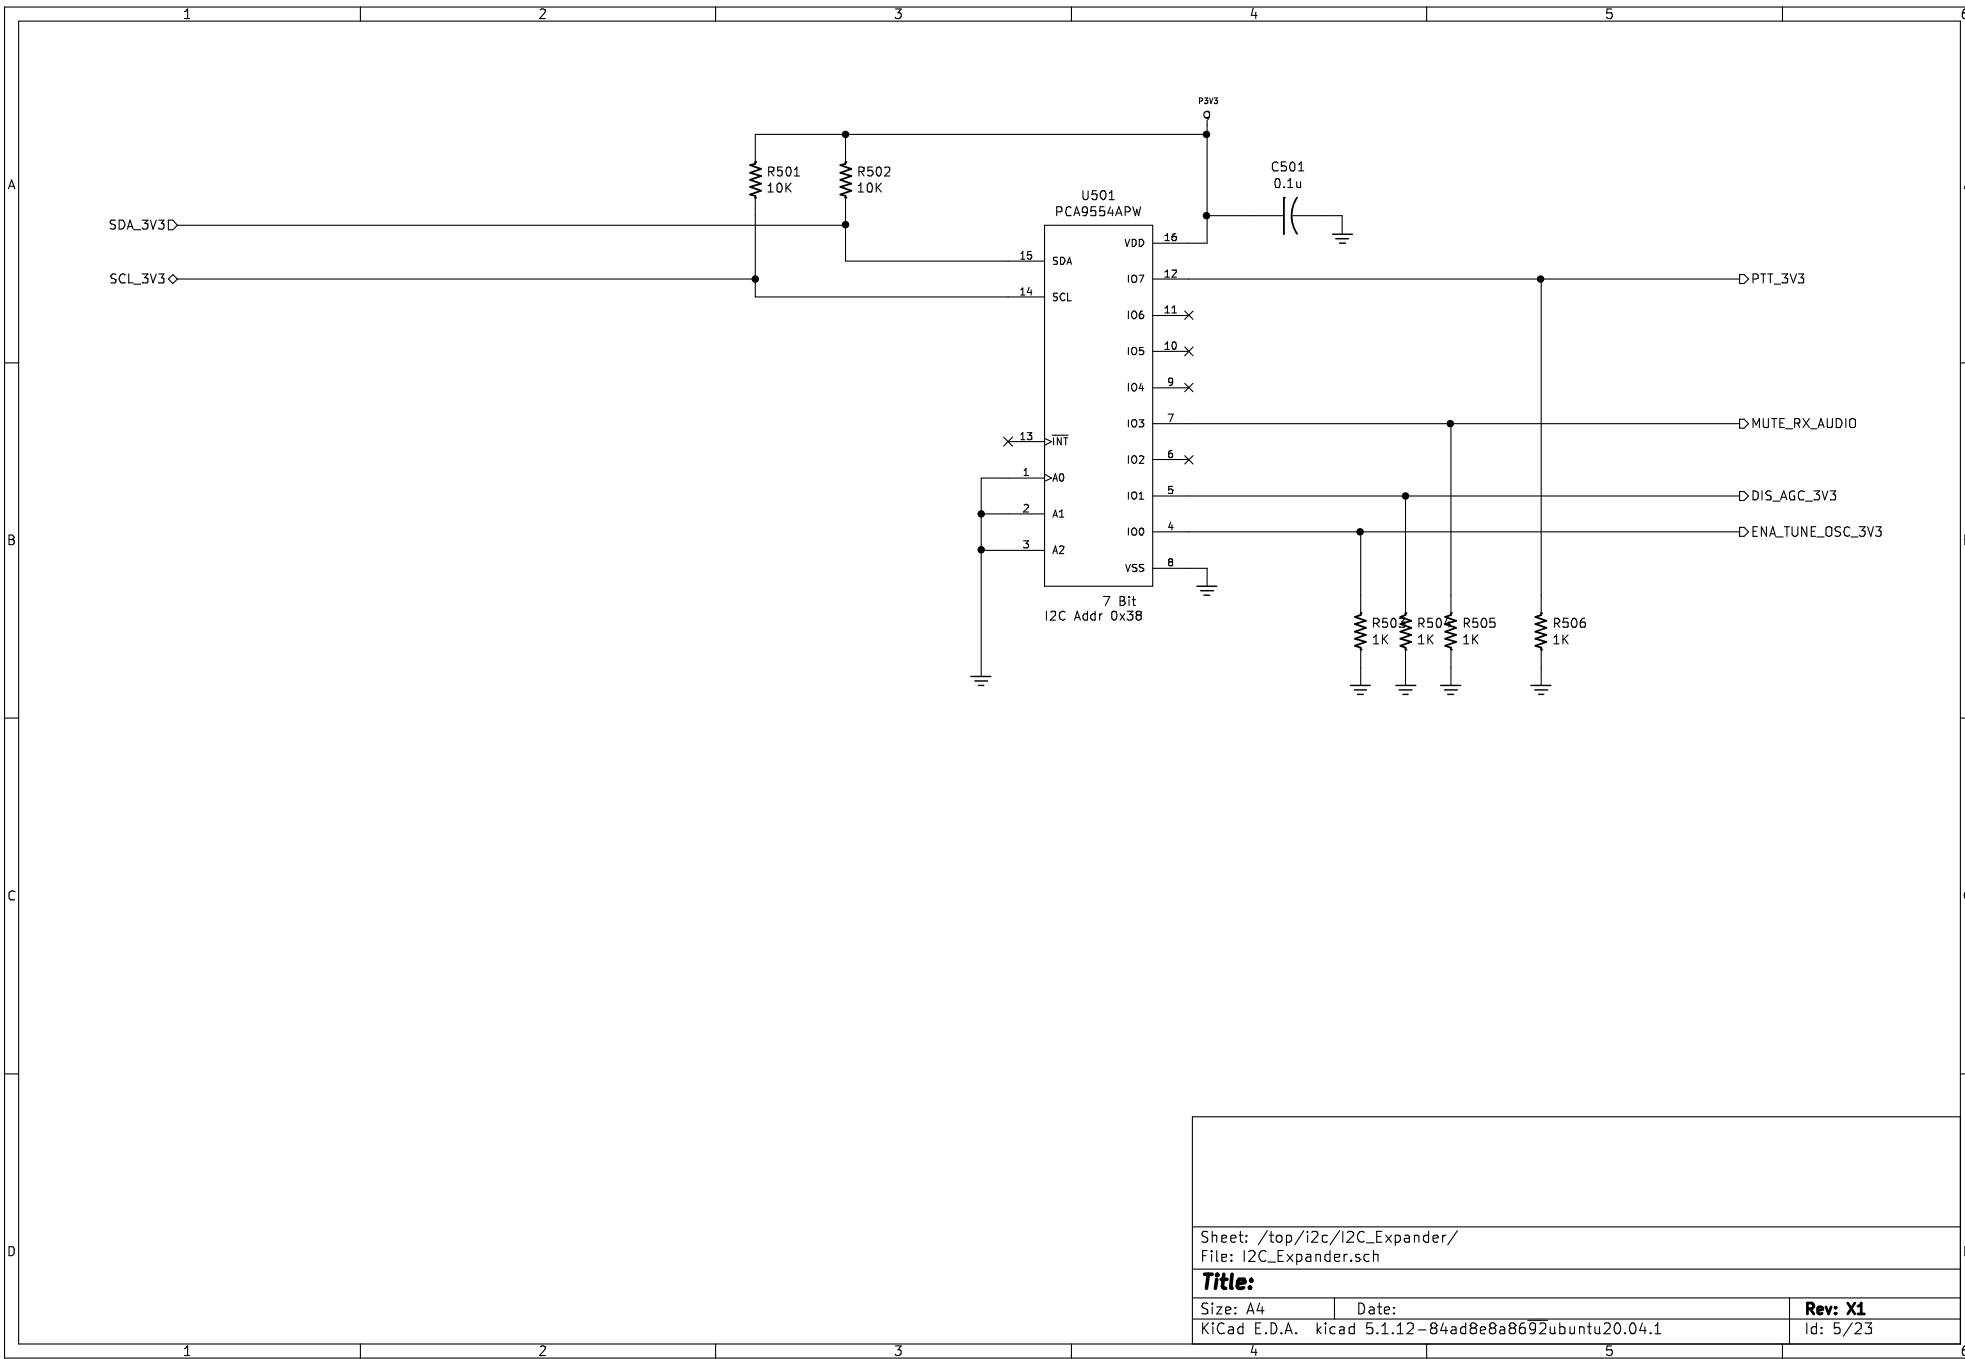 1 2 3 4 5 6
A
B
C
D
P3V3
R501
10K
R502
10K
C501
0.1u
U501
PCA9554APW
SDA_3V3
SCL_3V3
15 SDA
14 SCL
13 INT
1 A0
2 A1
3 A2
VDD 16
IO7 12
IO6 11
IO5 10
IO4 9
IO3 7
IO2 6
IO1 5
IO0 4
VSS 8
7 Bit
I2C Addr 0x38
PTT_3V3
MUTE_RX_AUDIO
DIS_AGC_3V3
ENA_TUNE_OSC_3V3
R503
1K
R504
1K
R505
1K
R506
1K
Sheet: /top/i2c/I2C_Expander/
File: I2C_Expander.sch
Title:
Size: A4 Date: Rev: X1
KiCad E.D.A. kicad 5.1.12-84ad8e8a8692ubuntu20.04.1 Id: 5/23
1 2 3 4 5 6